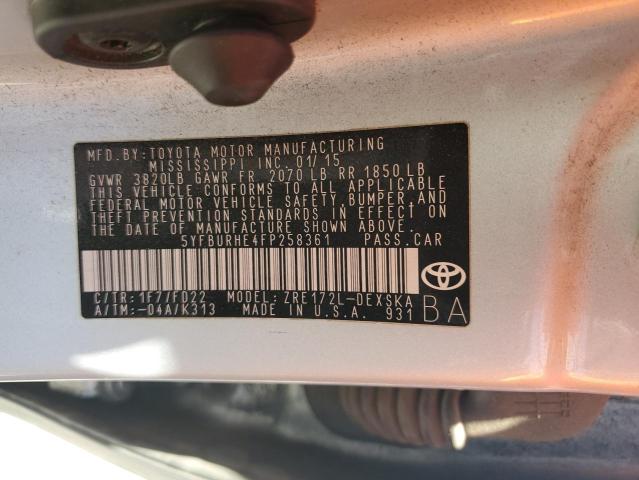 MFD.BY:TOYOTA MOTOR MANUFACTURING
MISSISSIPPI INC. 01/15
GVWR 3820LB GAWR FR 2070 LB RR 1850 LB
THIS VEHICLE CONFORMS TO ALL APPLICABLE
FEDERAL MOTOR VEHICLE SAFETY, BUMPER, AND
THEFT PREVENTION STANDARDS IN EFFECT ON
THE DATE OF MANUFACTURE SHOWN ABOVE.
5YFBURHE4FP258361 PASS.CAR
C/TR:1F7/FD22 MODEL: ZRE172L-DEXSKA
A/TM:-04A/K313 MADE IN U.S.A. 931
BA